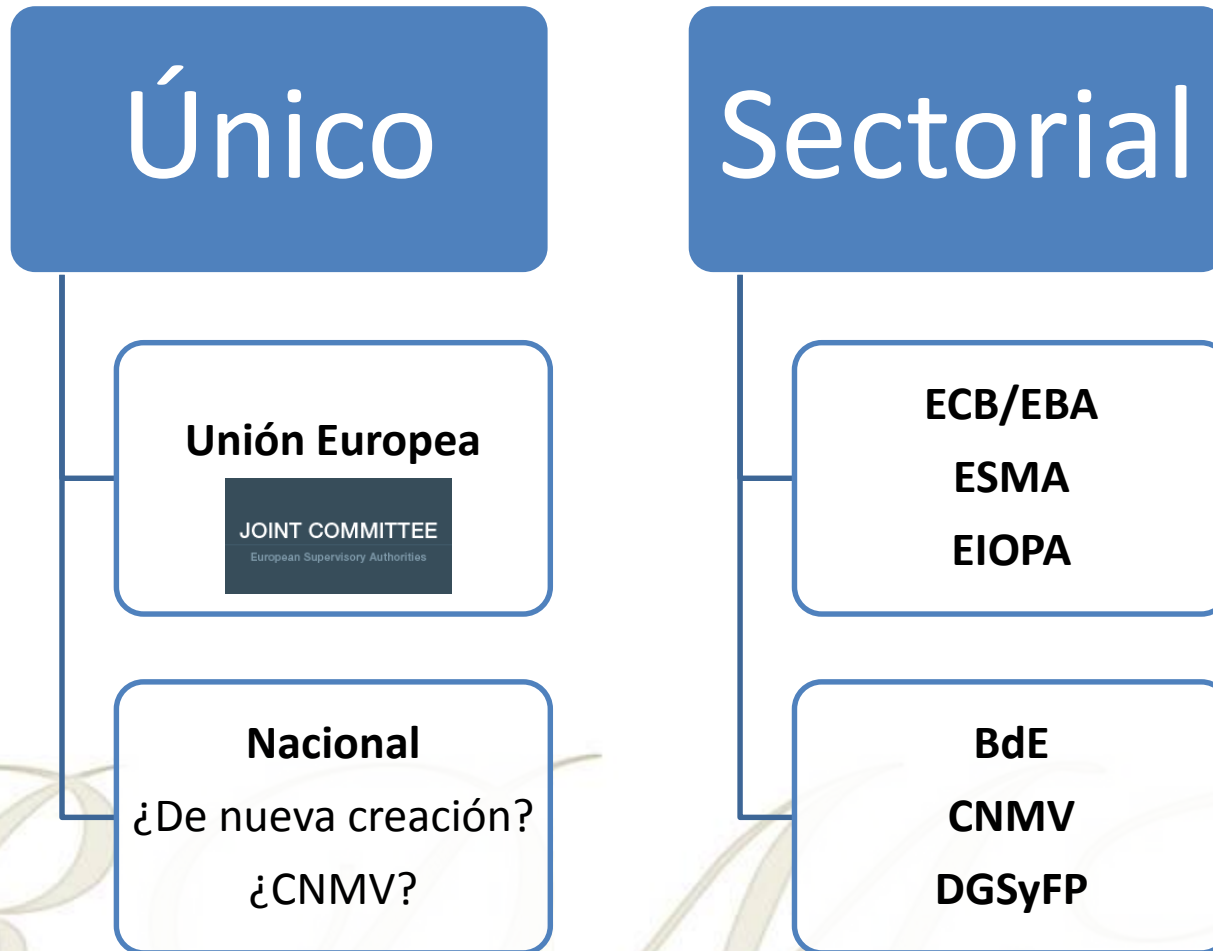 Único
Unión Europea
JOINT COMMITTEE
European Supervisory Authorities
Nacional
¿De nueva creación?
¿CNMV?
Sectorial
ECB/EBA
ESMA
EIOPA
BdE
CNMV
DGSyFP